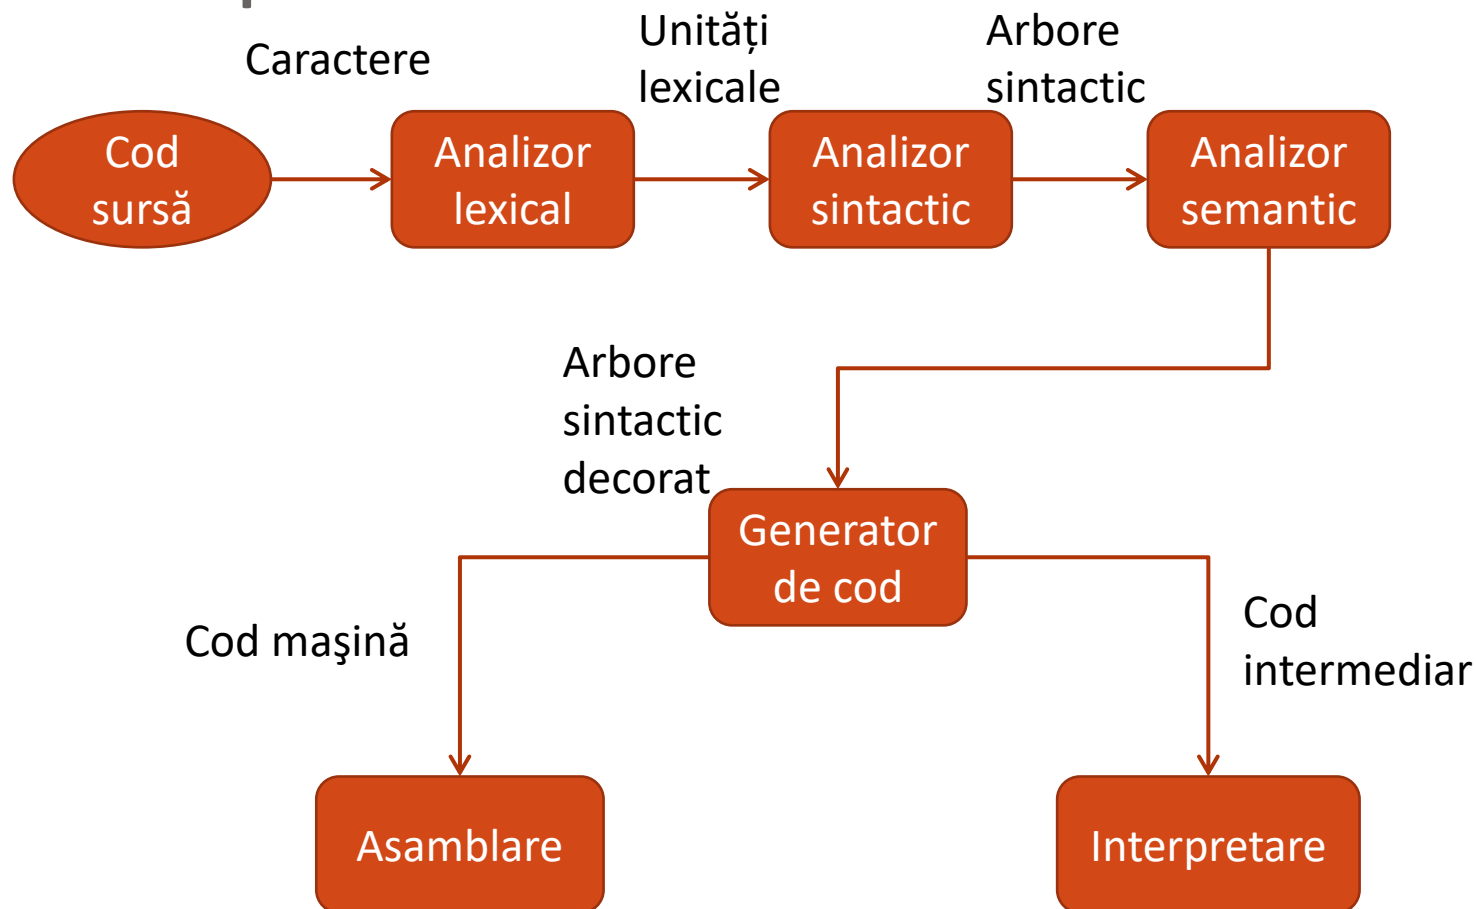 Caractere
Unități
lexicale
Arbore
sintactic
Cod
sursă
Analizor
lexical
Analizor
sintactic
Analizor
semantic
Arbore
sintactic
decorat
Generator
de cod
Cod maşină
Cod
intermediar
Asamblare
Interpretare